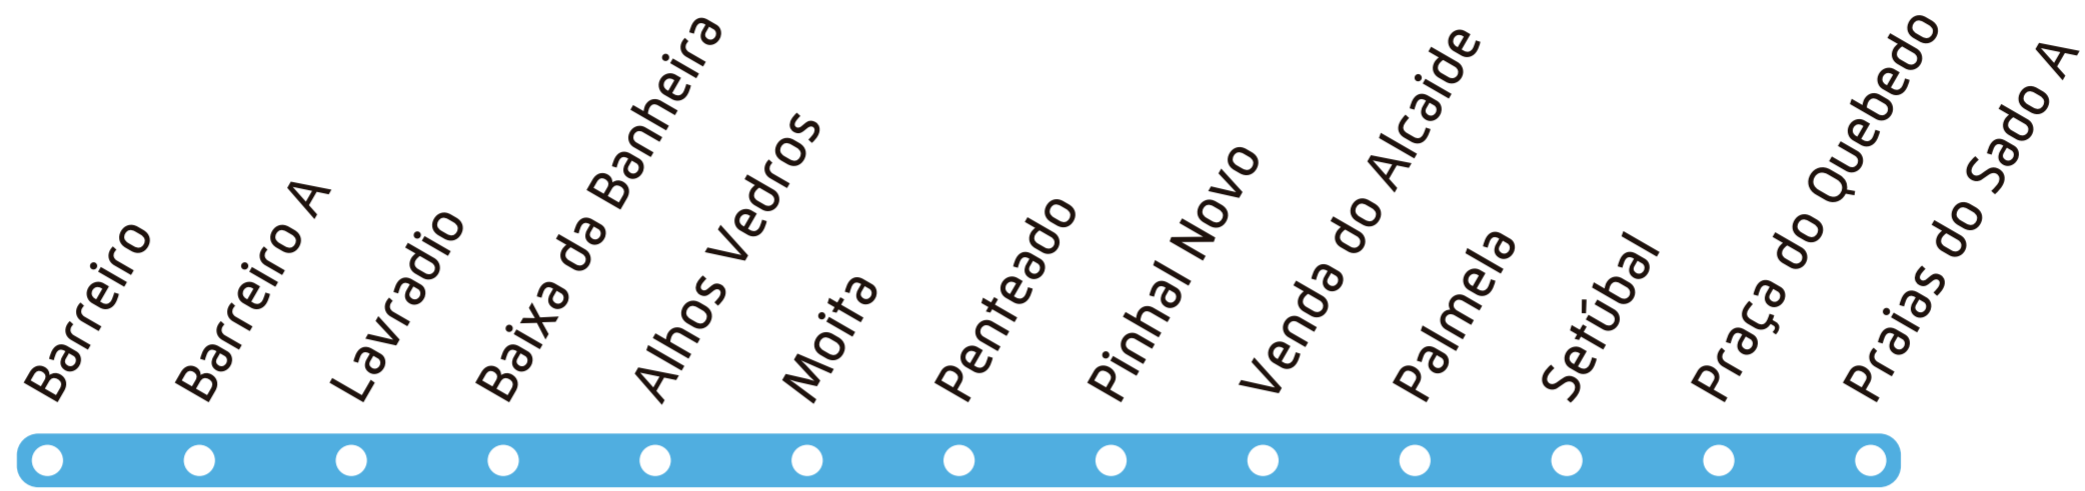 Barreiro
Barreiro A
Lavradio
Baixa da Banheira
Alhos Vedros
Moita
Penteado
Pinhal Novo
Venda do Alcaide
Palmela
Setúbal
Praça do Quebedo
Praias do Sado A